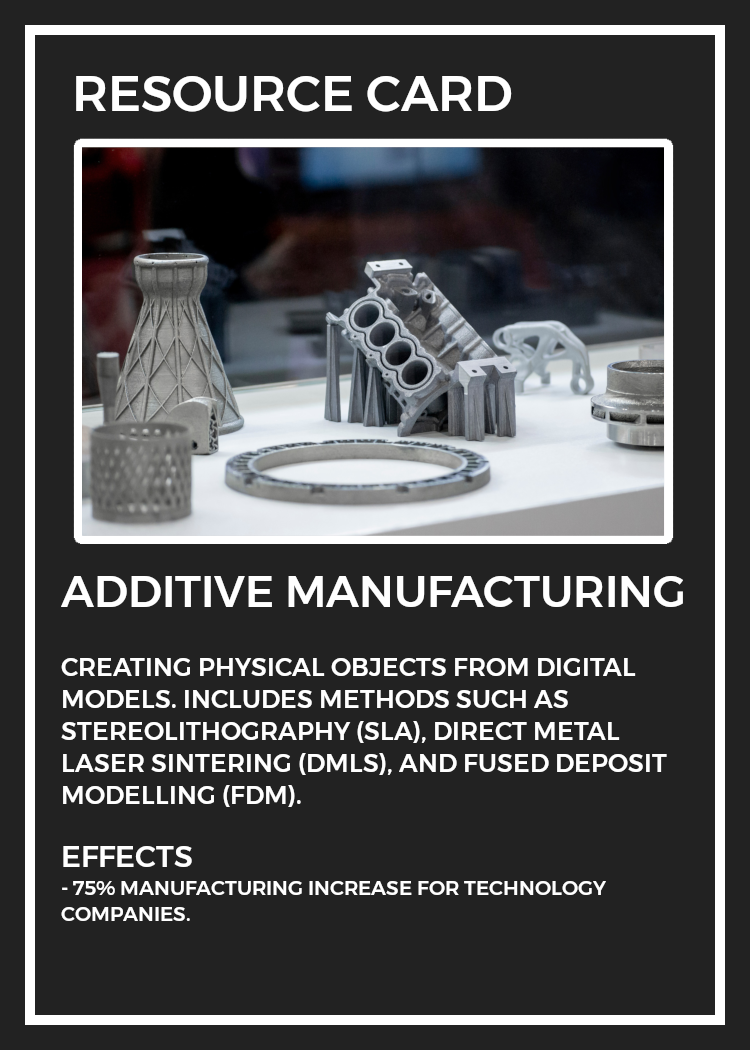 RESOURCE CARD
ADDITIVE MANUFACTURING
CREATING PHYSICAL OBJECTS FROM DIGITAL
MODELS. INCLUDES METHODS SUCH AS
STEREOLITHOGRAPHY (SLA), DIRECT METAL
LASER SINTERING (DMLS), AND FUSED DEPOSIT
MODELLING (FDM).
EFFECTS
- 75% MANUFACTURING INCREASE FOR TECHNOLOGY
COMPANIES.